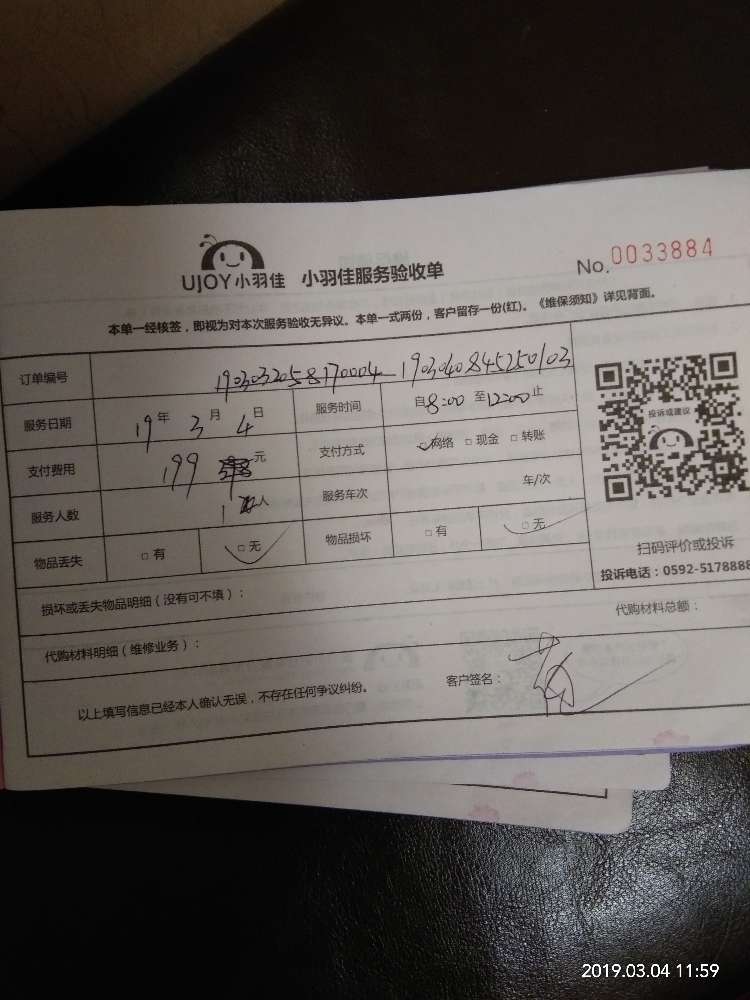 UJOY小羽佳 小羽佳服务验收单 No.0033884
本单一经核签，即视为对本次服务验收无异议。本单一式两份，客户留存一份(红)。《维保须知》详见背面。
订单编号 1903032058170004 1903040845250103
服务日期 19年3月4日 服务时间 自8:00至12:00止
支付费用 199 元 支付方式 网络 □现金 □转账
服务人数 1 人 服务车次 车/次
物品丢失 □有 □无 物品损坏 □有 □无
投诉或建议
扫码评价或投诉
投诉电话：0592-5178888
损坏或丢失物品明细（没有可不填）：
代购材料明细（维修业务）： 代购材料总额：
以上填写信息已经本人确认无误，不存在任何争议纠纷。 客户签名：
2019.03.04 11:59